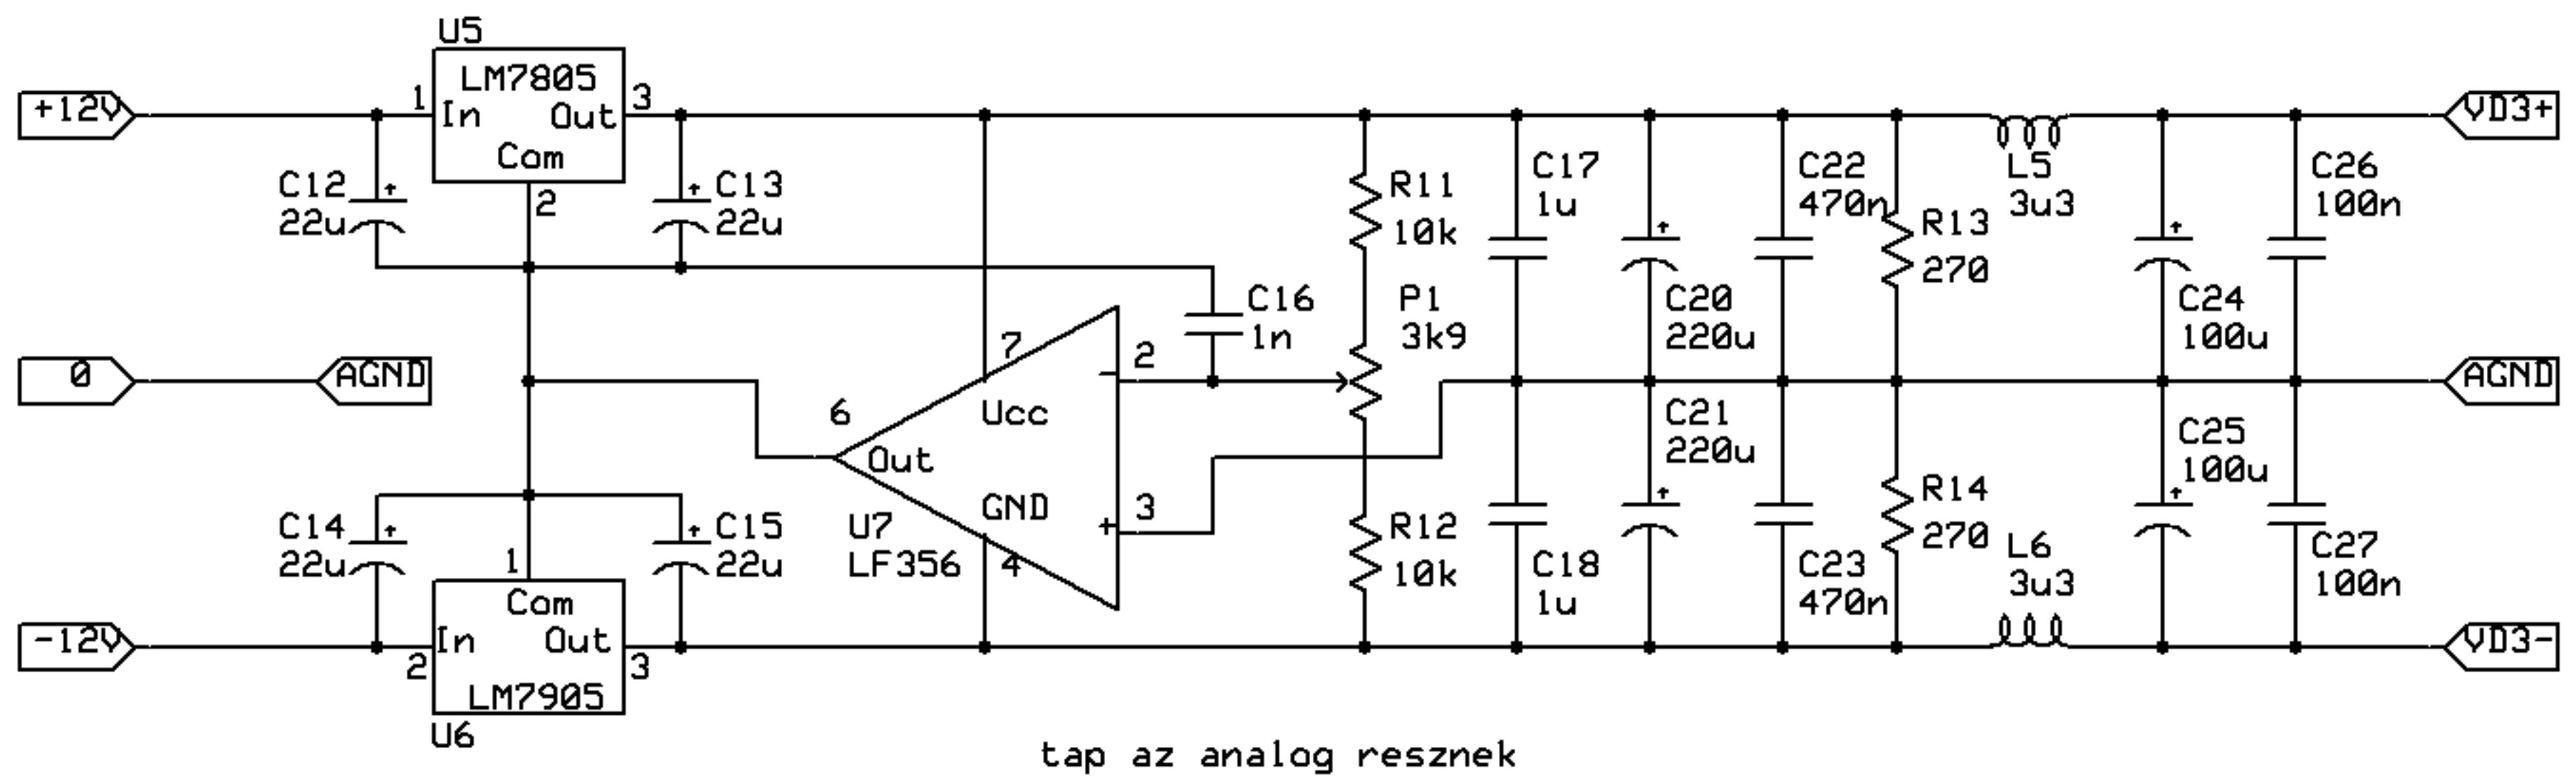 U5
LM7805
+12V
1
In
Out
3
VD3+
Com
2
C12
22u
+
C13
22u
+
C17
1u
R11
10k
C22
470n
R13
270
L5
3u3
C26
100n
+
+
C16
1n
P1
3k9
C20
220u
C24
100u
0
AGND
7
2
-
AGND
6
Out
Ucc
GND
C21
220u
C25
100u
C14
22u
+
C15
22u
+
1
U7
LF356
4
+
3
R12
10k
C18
1u
+
C23
470n
R14
270
L6
3u3
+
C27
100n
-12V
2
In
Com
Out
3
VD3-
LM7905
U6
tap az analog resznek